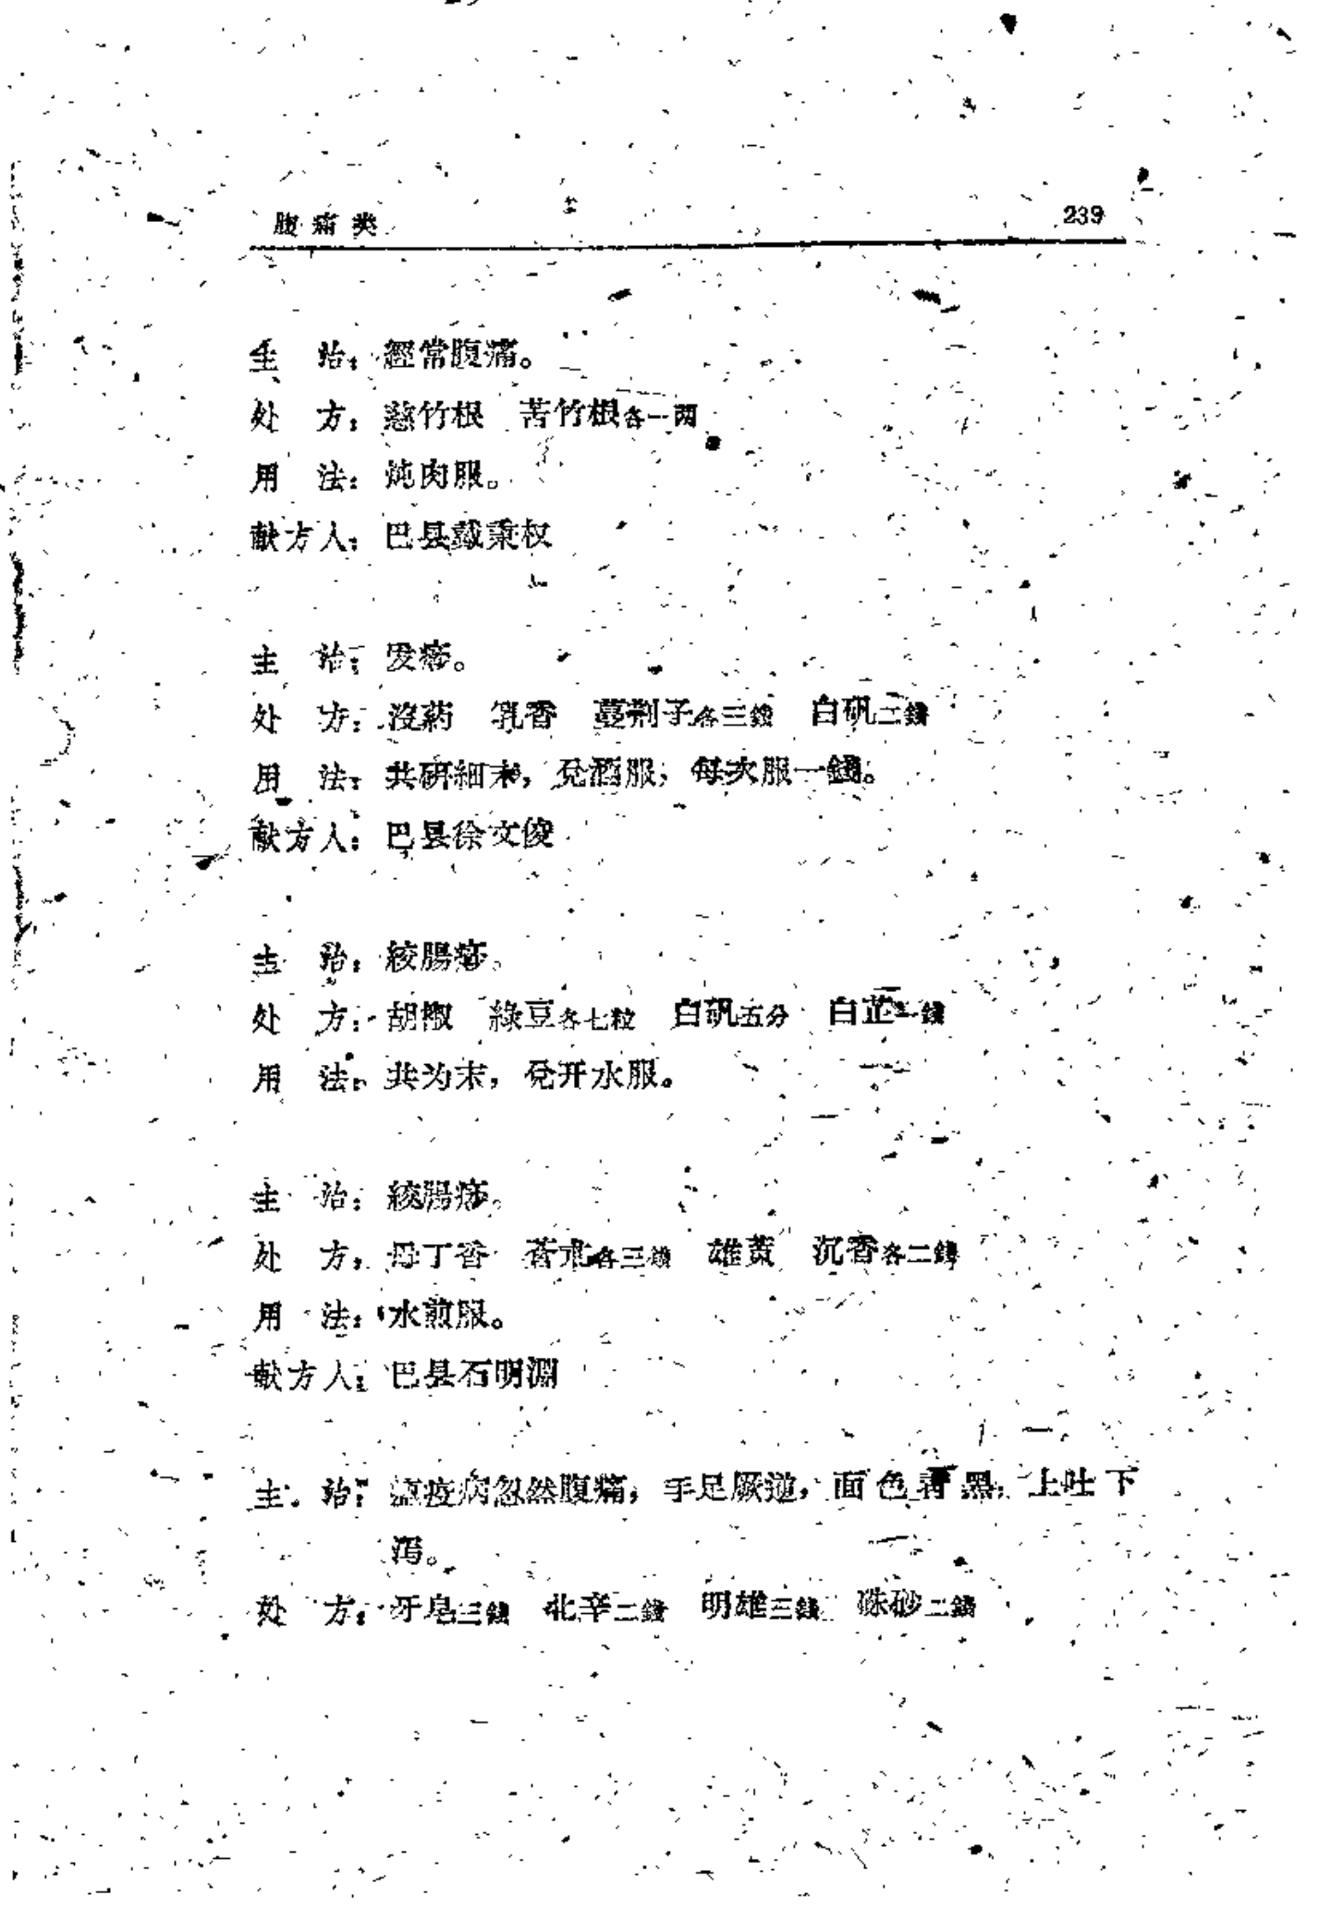 腹痛类 239
主 治：經常腹痛。
处 方：慈竹根 苦竹根各一两
用 法：炖肉服。
献方人：巴县戴秉权
主 治：发痧。
处 方：沒葯 乳香 蔓荆子各三錢 白矾二錢
用 法：共研細末，兑酒服，每次服一錢。
献方人：巴县徐文俊
主 治：絞腸痧。
处 方：胡椒 綠豆各七粒 白矾五分 白芷錢
用 法：共为末，兑开水服。
主 治：絞腸痧。
处 方：母丁香 蒼朮各三錢 雄黃 沉香各二錢
用 法：水煎服。
献方人：巴县石明淵
主 治：瘟疫病忽然腹痛，手足厥逆，面色青黑，上吐下
泻。
处 方：牙皂三錢 北辛二錢 明雄三錢 硃砂二錢